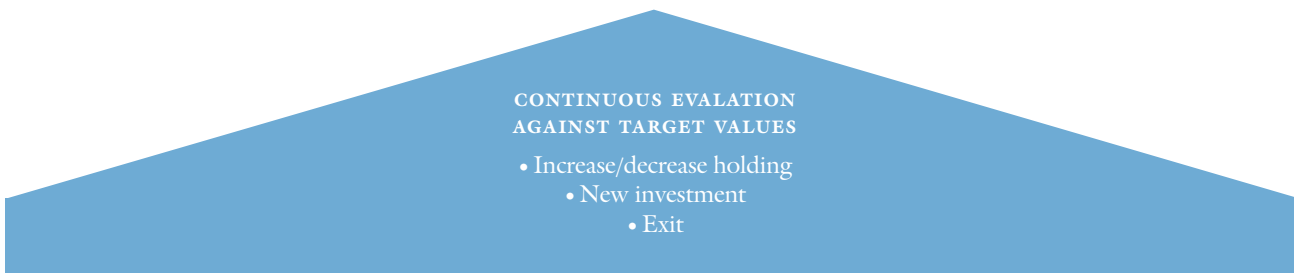 CONTINUOUS EVALATION
AGAINST TARGET VALUES
• Increase/decrease holding
• New investment
• Exit